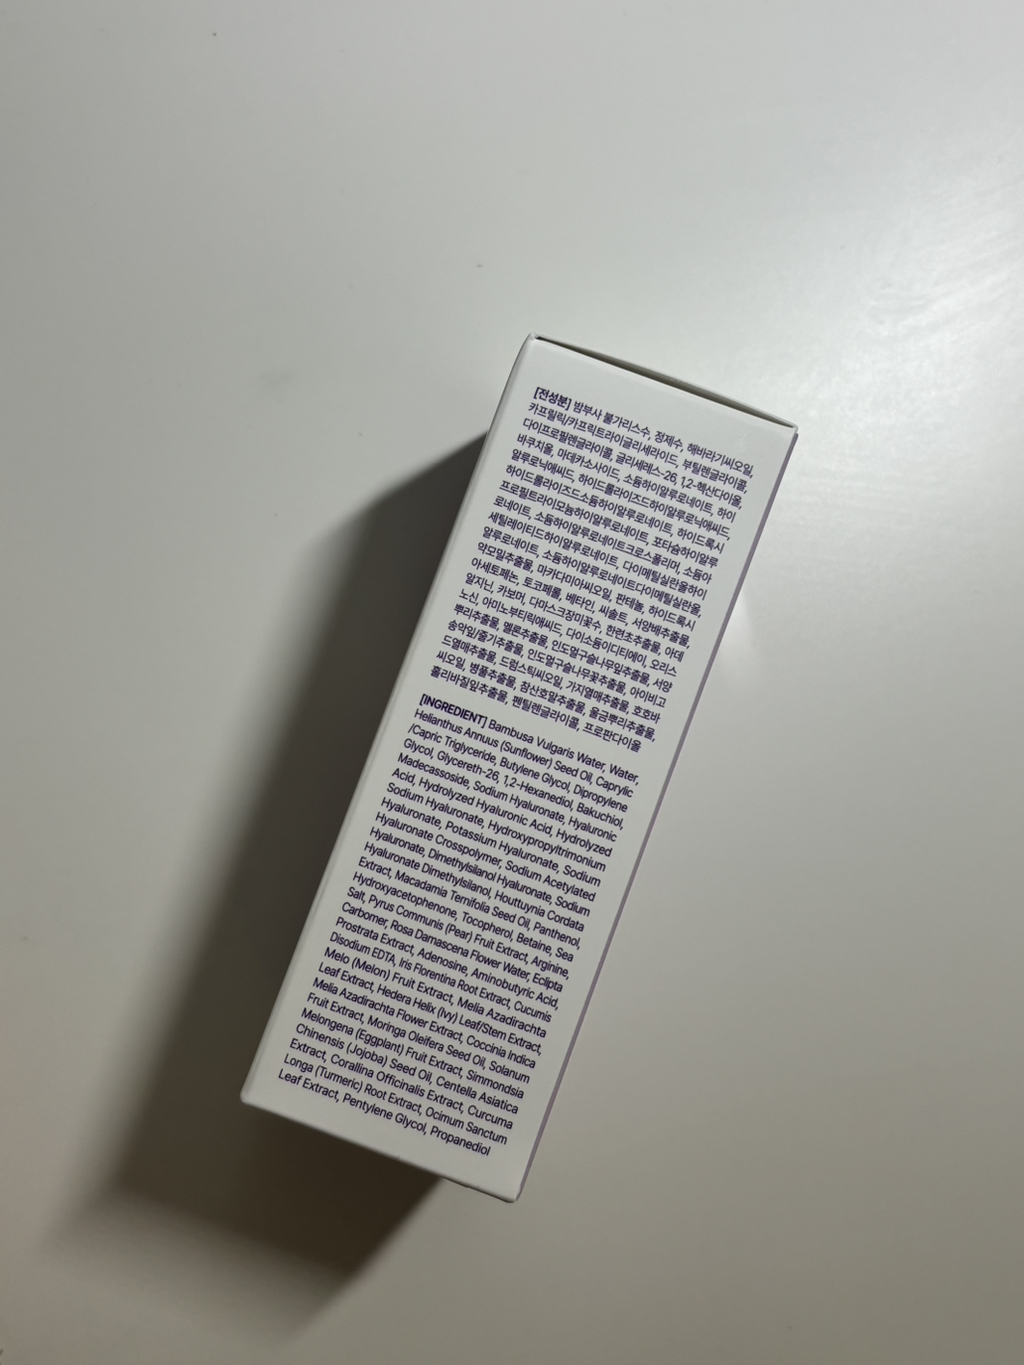 [전성분] 밤부사 불가리스수, 정제수, 해바라기씨오일,
카프릴릭/카프릭트라이글리세라이드, 부틸렌글라이콜,
다이프로필렌글라이콜, 글리세레스-26, 1,2-헥산다이올,
바쿠치올, 마데카소사이드, 소듐하이알루로네이트, 하이
알루로닉애씨드, 하이드롤라이즈드하이알루로닉애씨드,
하이드롤라이즈드소듐하이알루로네이트, 하이드록시
프로필트라이모늄하이알루로네이트, 포타슘하이알루
로네이트, 소듐하이알루로네이트크로스폴리머, 소듐아
세틸레이티드하이알루로네이트, 다이메틸실란올하이
알루로네이트, 소듐하이알루로네이트다이메틸실란올,
약모밀추출물, 마카다미아씨오일, 판테놀, 하이드록시
아세토페논, 토코페롤, 베타인, 씨솔트, 서양배추출물,
알지닌, 카보머, 다마스크장미꽃수, 한련초추출물, 아데
노신, 아미노부티릭애씨드, 다이소듐이디티에이, 오리스
뿌리추출물, 멜론추출물, 인도멀구슬나무잎추출물, 서양
송악잎/줄기추출물, 인도멀구슬나무꽃추출물, 아이비고
드열매추출물, 드럼스틱씨오일, 가지열매추출물, 호호바
씨오일, 병풀추출물, 참산호말추출물, 울금뿌리추출물,
홀리바질잎추출물, 펜틸렌글라이콜, 프로판다이올
[INGREDIENT] Bambusa Vulgaris Water, Water,
Helianthus Annuus (Sunflower) Seed Oil, Caprylic
/Capric Triglyceride, Butylene Glycol, Dipropylene
Glycol, Glycereth-26, 1,2-Hexanediol, Bakuchiol,
Madecassoside, Sodium Hyaluronate, Hyaluronic
Acid, Hydrolyzed Hyaluronic Acid, Hydrolyzed
Sodium Hyaluronate, Hydroxypropyltrimonium
Hyaluronate, Potassium Hyaluronate, Sodium
Hyaluronate Crosspolymer, Sodium Acetylated
Hyaluronate, Dimethylsilanol Hyaluronate, Sodium
Hyaluronate Dimethylsilanol, Houttuynia Cordata
Extract, Macadamia Ternifolia Seed Oil, Panthenol,
Hydroxyacetophenone, Tocopherol, Betaine, Sea
Salt, Pyrus Communis (Pear) Fruit Extract, Arginine,
Carbomer, Rosa Damascena Flower Water, Eclipta
Prostrata Extract, Adenosine, Aminobutyric Acid,
Disodium EDTA, Iris Florentina Root Extract, Cucumis
Melo (Melon) Fruit Extract, Melia Azadirachta
Leaf Extract, Hedera Helix (Ivy) Leaf/Stem Extract,
Melia Azadirachta Flower Extract, Coccinia Indica
Fruit Extract, Moringa Oleifera Seed Oil, Solanum
Melongena (Eggplant) Fruit Extract, Simmondsia
Chinensis (Jojoba) Seed Oil, Centella Asiatica
Extract, Corallina Officinalis Extract, Curcuma
Longa (Turmeric) Root Extract, Ocimum Sanctum
Leaf Extract, Pentylene Glycol, Propanediol